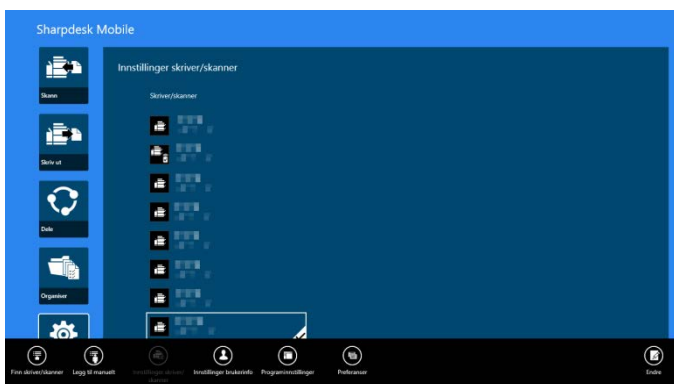 Sharpdesk Mobile
Innstillinger skriver/skanner
Skriver/skanner
Skann
Skriv ut
Dele
Organiser
Finn skriver/skanner
Legg til manuelt
Innstillinger skriver/
skanner
Innstillinger brukerinfo
Programinnstillinger
Preferanser
Endre